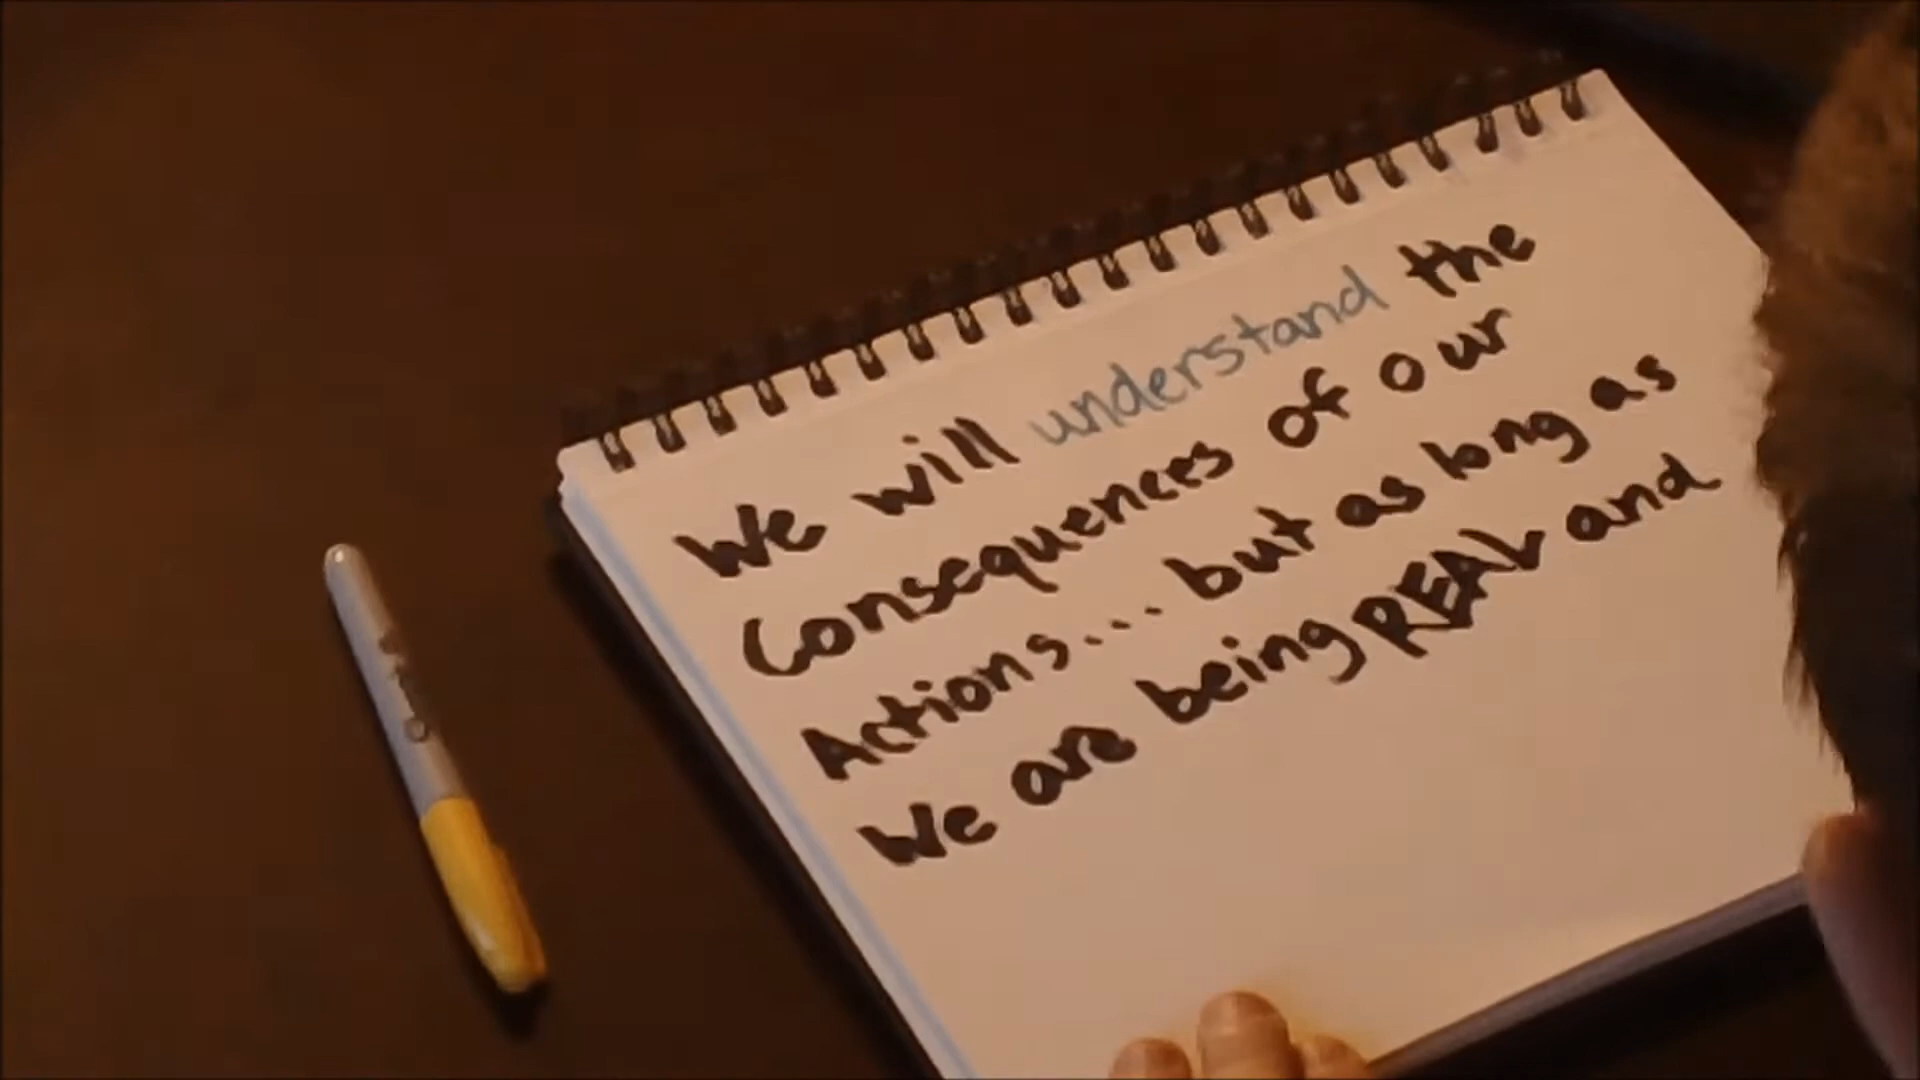 We will understand the
Consequences of our
Actions... but as long as
We are being REAL and